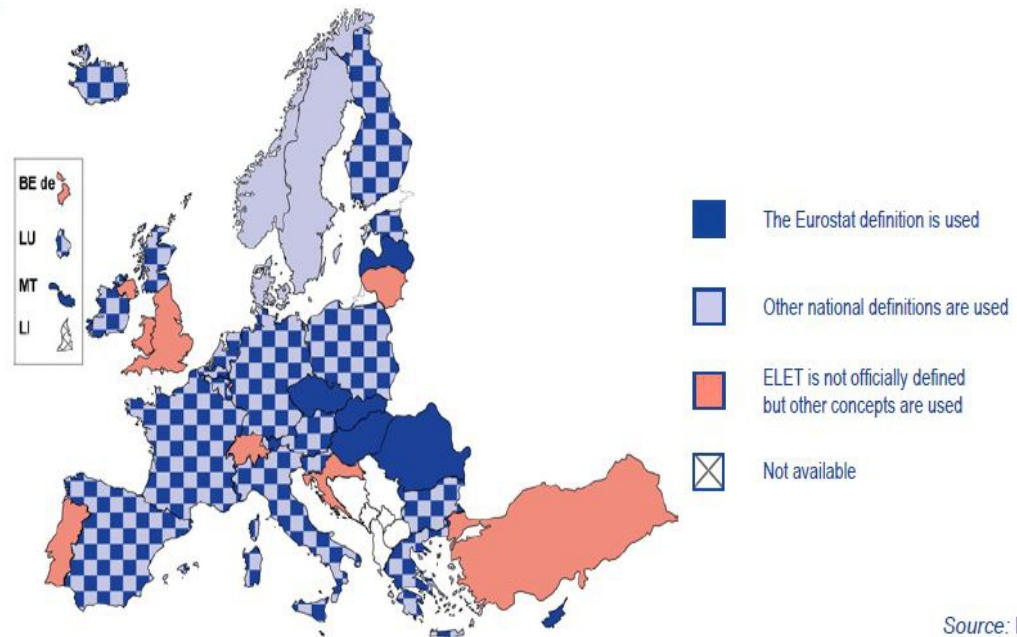 BE de
LU
MT
LI
The Eurostat definition is used
Other national definitions are used
ELET is not officially defined
but other concepts are used
Not available
Source: